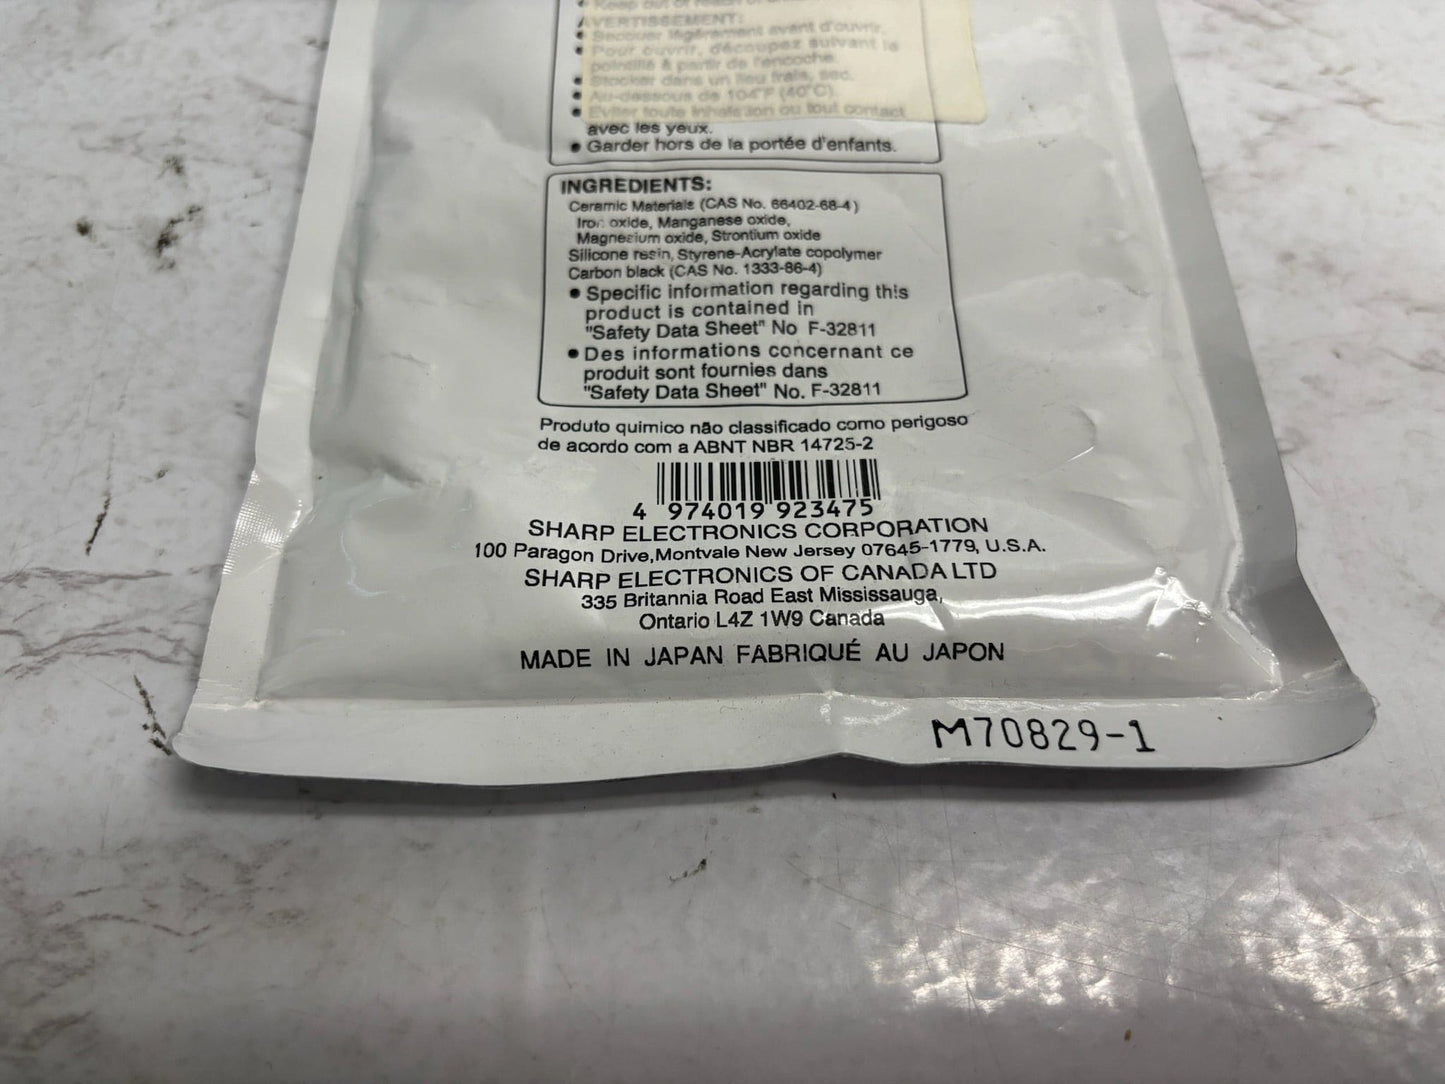 Keep out of reach of children.
AVERTISSEMENT:
Secouer légèrement avant d'ouvrir.
Pour ouvrir, découpez suivant le
pointillé à partir de l'encoche.
Stocker dans un lieu frais, sec.
Au-dessous de 104°F (40°C).
Eviter toute inhalation ou tout contact
avec les yeux.
Garder hors de la portée d'enfants.
INGREDIENTS:
Ceramic Materials (CAS No. 66402-68-4)
Iron oxide, Manganese oxide,
Magnesium oxide, Strontium oxide
Silicone resin, Styrene-Acrylate copolymer
Carbon black (CAS No. 1333-86-4)
Specific information regarding this
product is contained in
"Safety Data Sheet" No F-32811
Des informations concernant ce
produit sont fournies dans
"Safety Data Sheet" No. F-32811
Produto quimico não classificado como perigoso
de acordo com a ABNT NBR 14725-2
4 974019 923475
SHARP ELECTRONICS CORPORATION
100 Paragon Drive,Montvale New Jersey 07645-1779, U.S.A.
SHARP ELECTRONICS OF CANADA LTD
335 Britannia Road East Mississauga,
Ontario L4Z 1W9 Canada
MADE IN JAPAN FABRIQUÉ AU JAPON
M70829-1